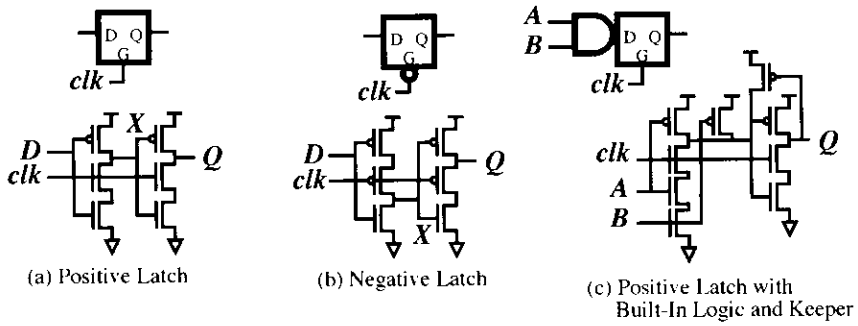 D Q
G
clk
D Q
G
clk
A
B
D Q
G
clk
D
clk
X
Q
D
clk
X
Q
clk
A
B
Q
(a) Positive Latch
(b) Negative Latch
(c) Positive Latch with
Built-In Logic and Keeper